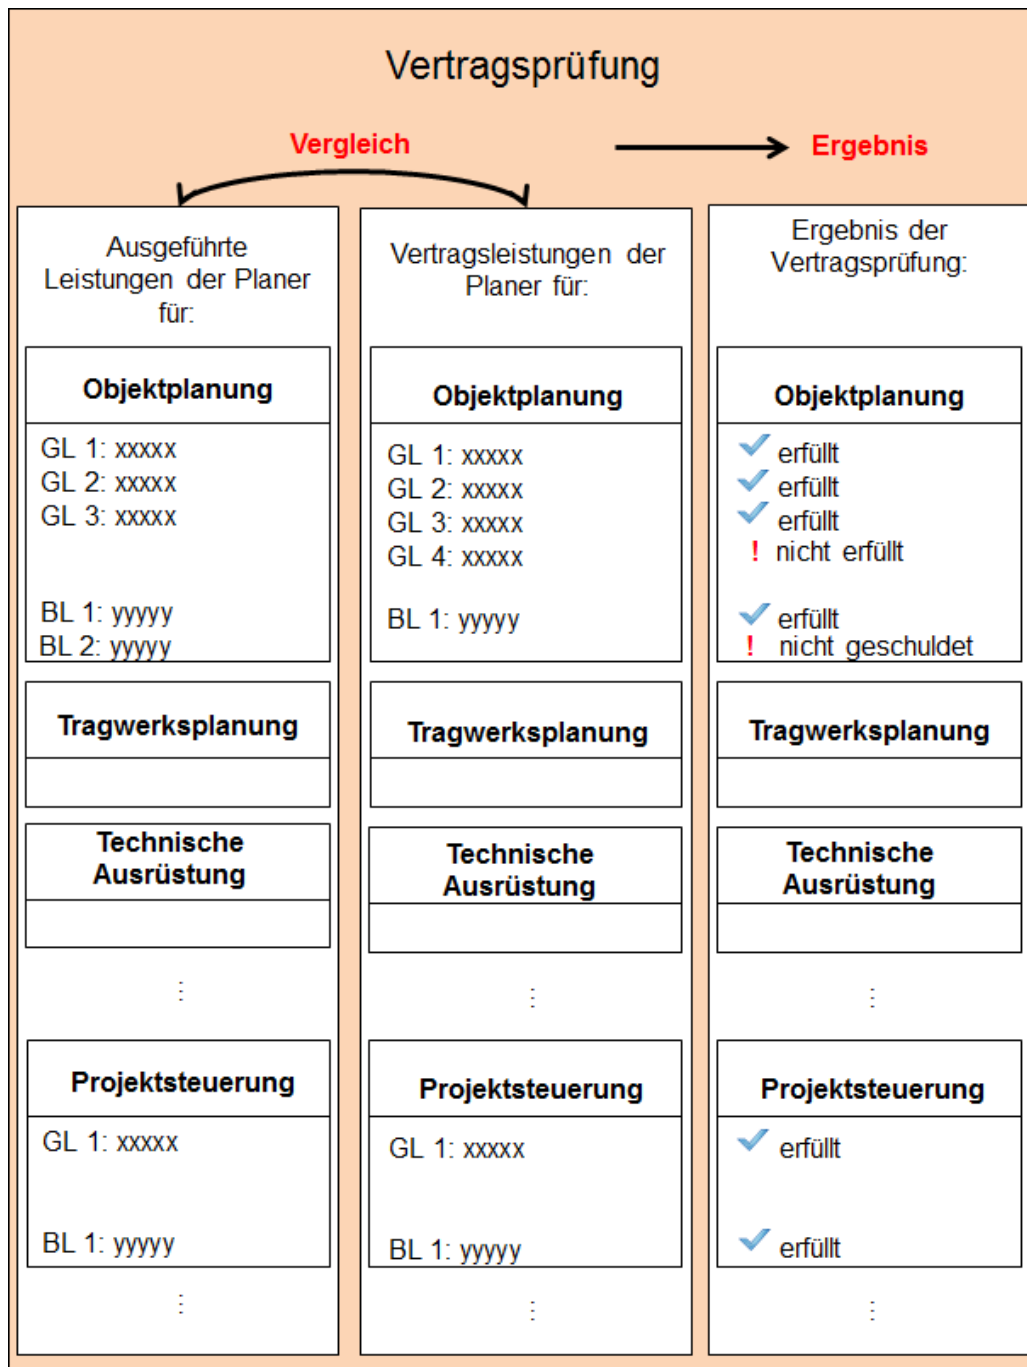 Vertragsprüfung
Vergleich
Ergebnis
Ausgeführte
Leistungen der Planer
für:
Objektplanung
GL 1: xxxxx
GL 2: xxxxx
GL 3: xxxxx
BL 1: yyyyy
BL 2: yyyyy
Tragwerksplanung
Technische
Ausrüstung
⋮
Projektsteuerung
GL 1: xxxxx
BL 1: yyyyy
⋮
Vertragsleistungen der
Planer für:
Objektplanung
GL 1: xxxxx
GL 2: xxxxx
GL 3: xxxxx
GL 4: xxxxx
BL 1: yyyyy
Tragwerksplanung
Technische
Ausrüstung
⋮
Projektsteuerung
GL 1: xxxxx
BL 1: yyyyy
⋮
Ergebnis der
Vertragsprüfung:
Objektplanung
✓ erfüllt
✓ erfüllt
✓ erfüllt
! nicht erfüllt
✓ erfüllt
! nicht geschuldet
Tragwerksplanung
Technische
Ausrüstung
⋮
Projektsteuerung
✓ erfüllt
✓ erfüllt
⋮